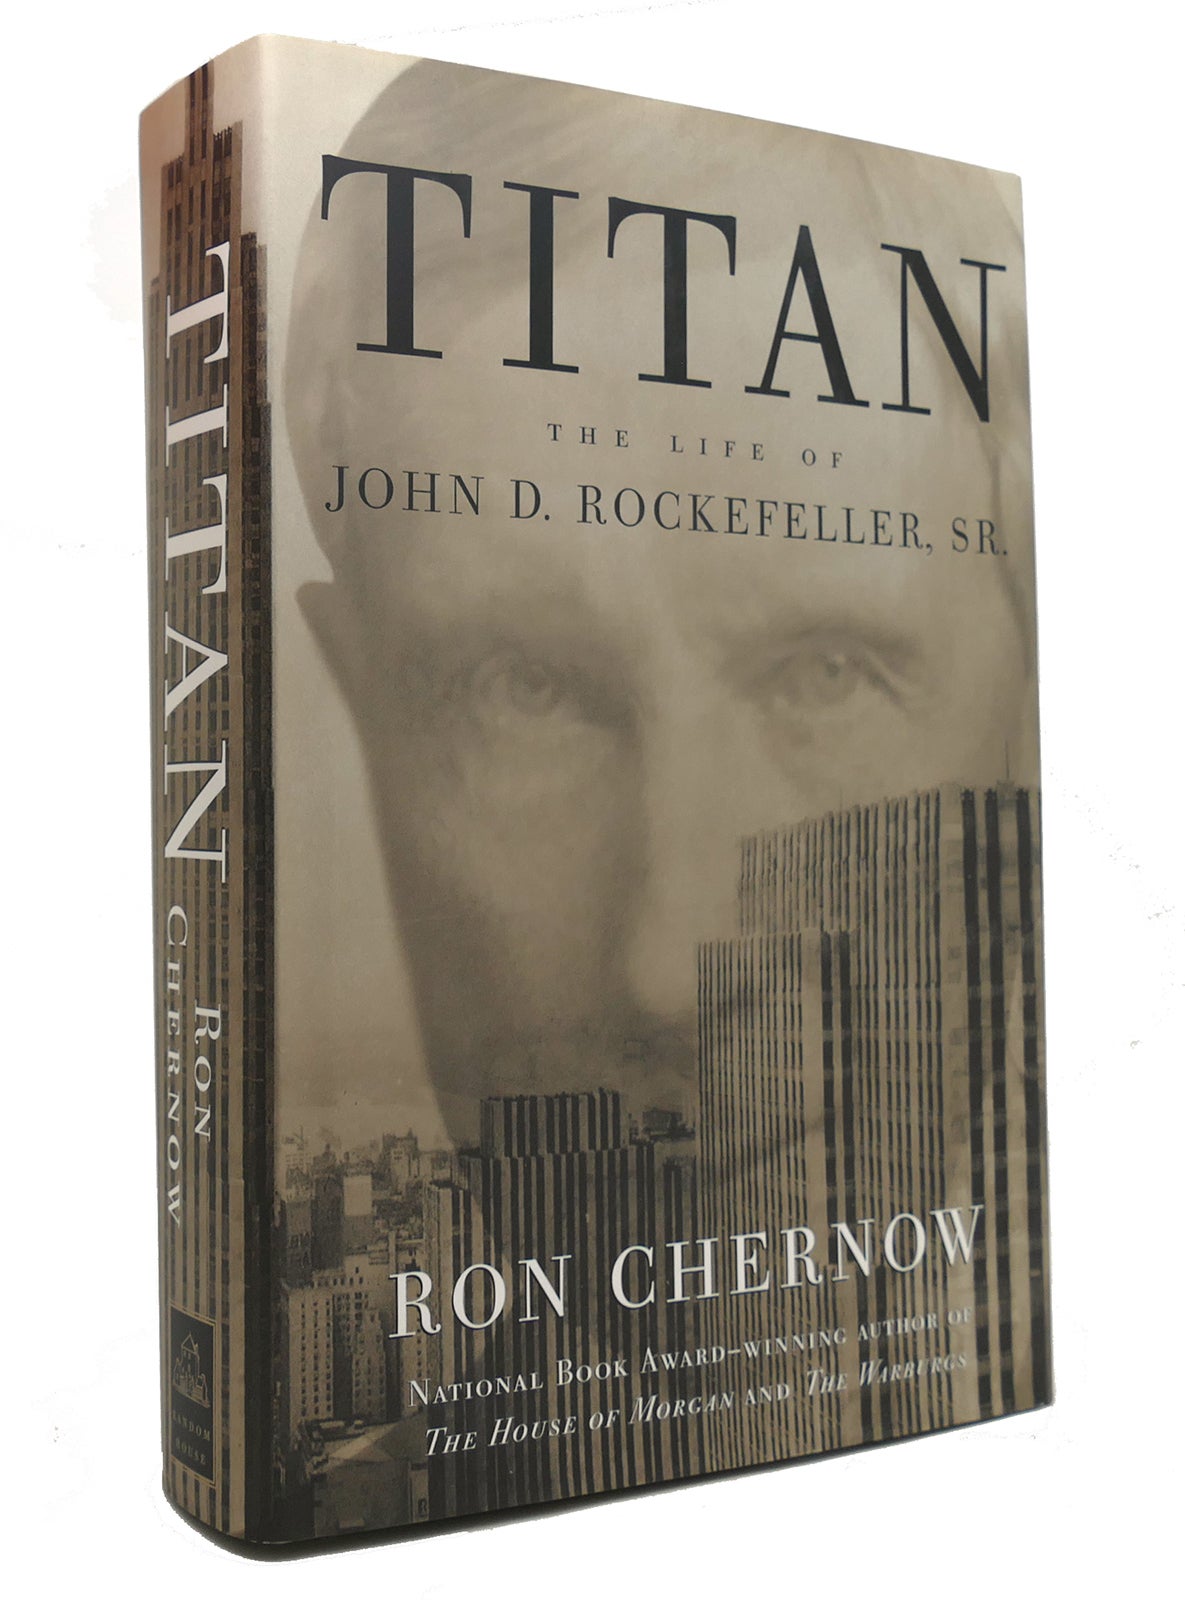 TITAN
THE LIFE OF
JOHN D. ROCKEFELLER, SR.
RON CHERNOW
NATIONAL BOOK AWARD–WINNING AUTHOR OF
THE HOUSE OF MORGAN AND THE WARBURGS
TITAN
RON
CHERNOW
RANDOM
HOUSE